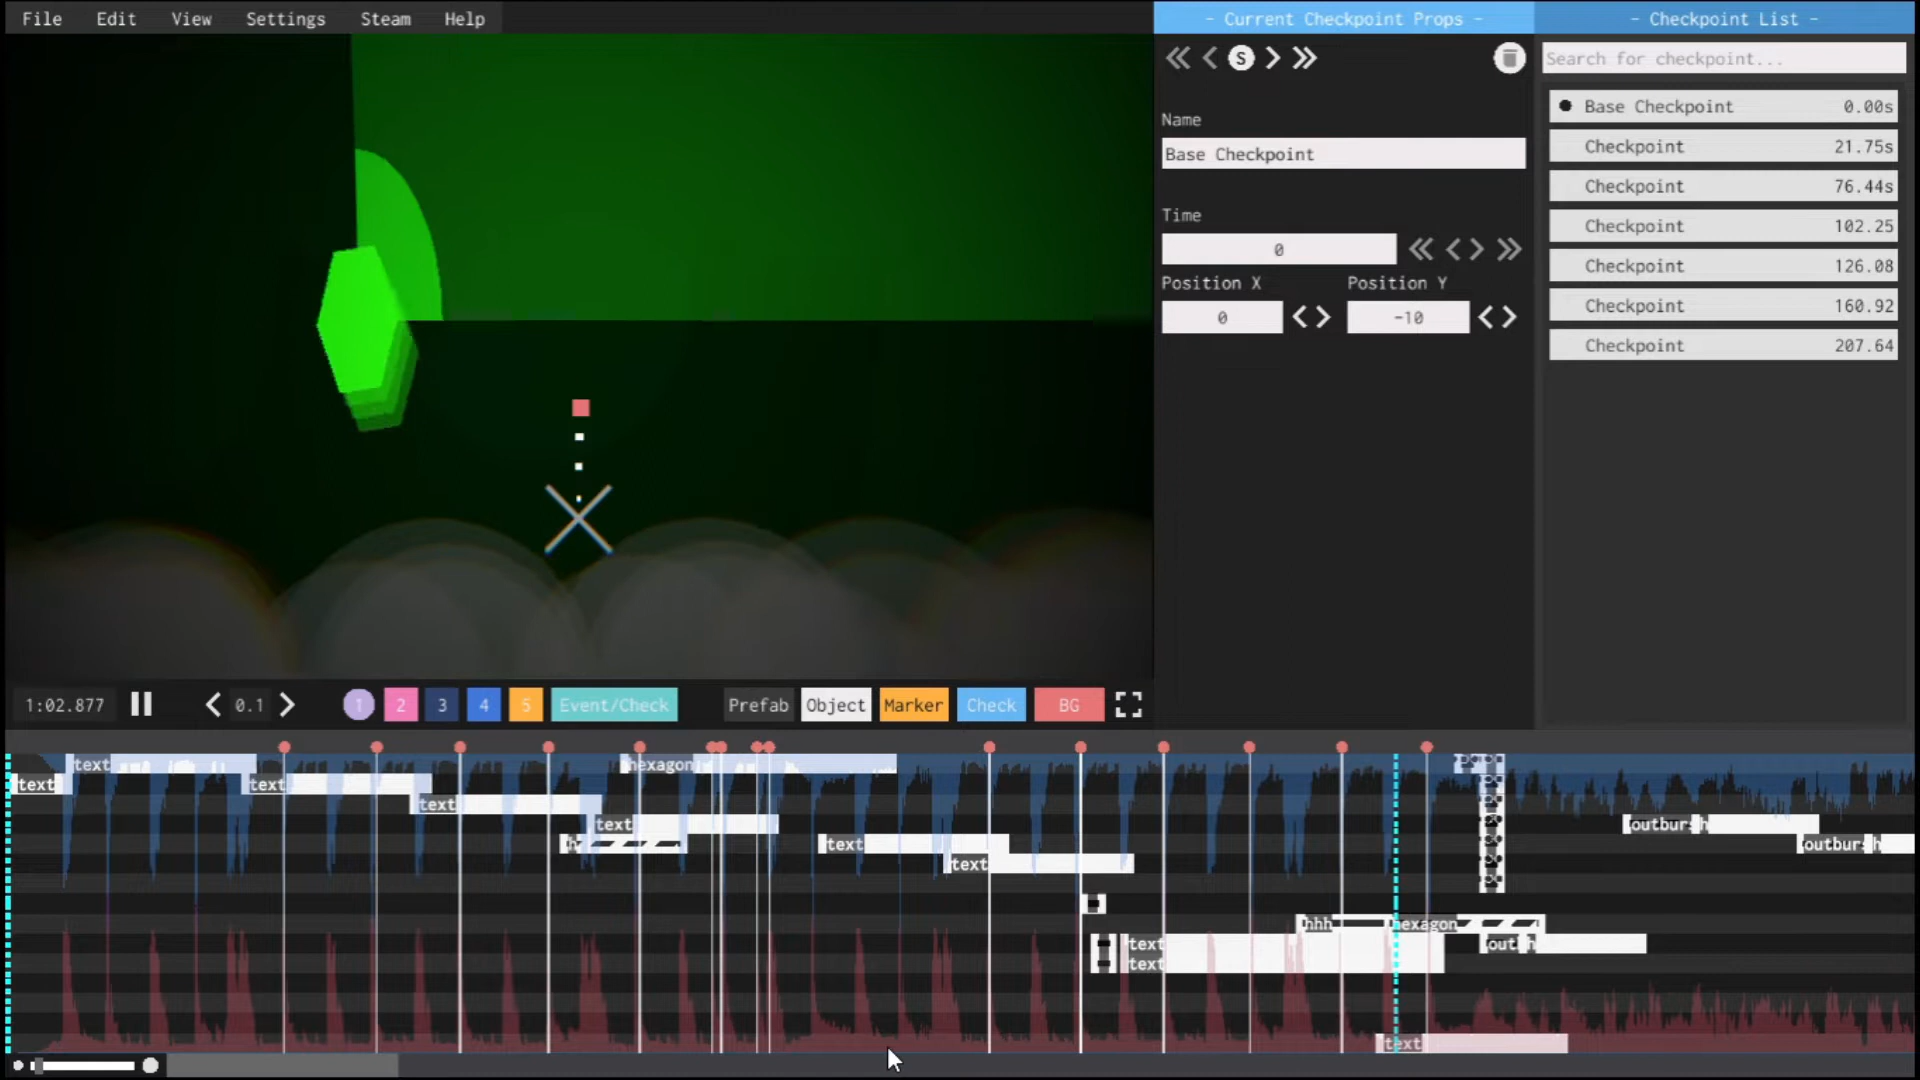 File Edit View Settings Steam Help
- Current Checkpoint Props -
- Checkpoint List -
S
Search for checkpoint...
Name
Base Checkpoint
Time
0
Position X Position Y
0 -10
Base Checkpoint 0.00s
Checkpoint 21.75s
Checkpoint 76.44s
Checkpoint 102.25
Checkpoint 126.08
Checkpoint 160.92
Checkpoint 207.64
1:02.877 0.1 1 2 3 4 5 Event/Check Prefab Object Marker Check BG
text hexagon
text text
text
text outburs h
h text outburs h
text
hhh hexagon
text out h
text
text